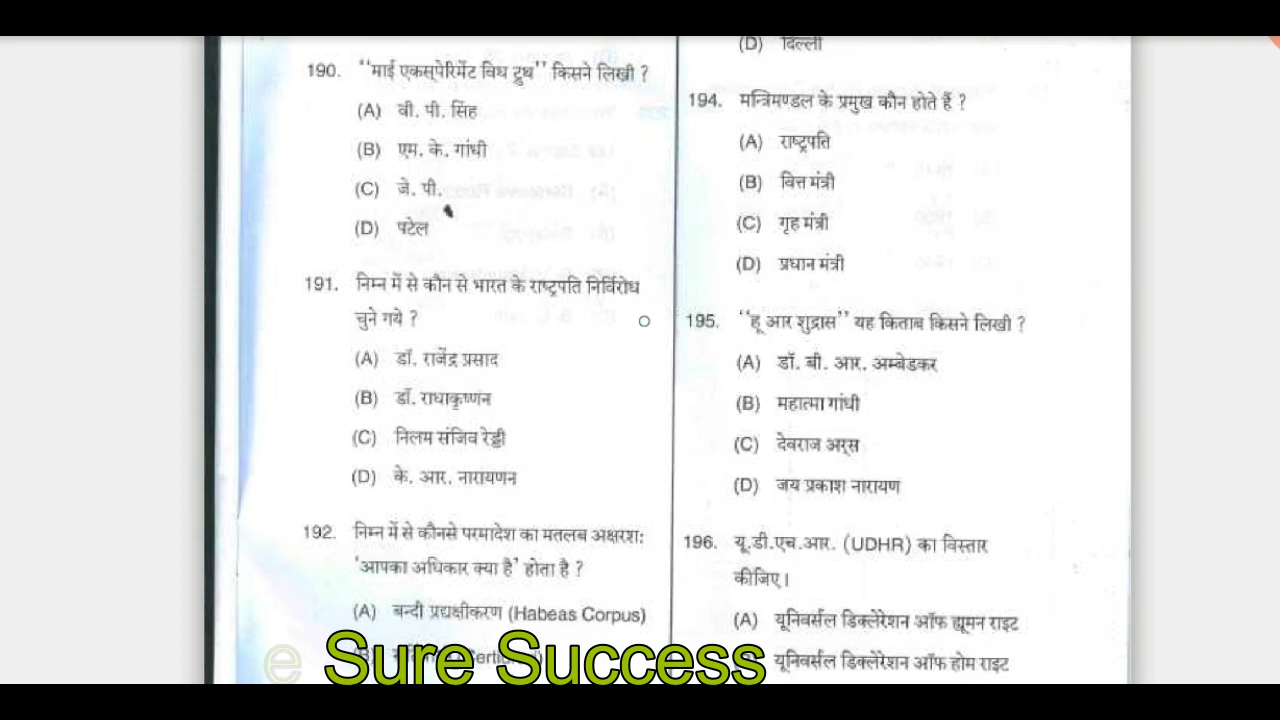 190. “माई एकस्पेरिमेंट विथ ट्रुथ” किसने लिखी ?
(A) वी. पी. सिंह
(B) एम. के. गांधी
(C) जे. पी.
(D) पटेल
191. निम्न में से कौन से भारत के राष्ट्रपति निर्विरोध
चुने गये ?
(A) डॉ. राजेंद्र प्रसाद
(B) डॉ. राधाकृष्णंन
(C) निलम संजिव रेड्डी
(D) के. आर. नारायणन
192. निम्न में से कौनसे परमादेश का मतलब अक्षरशः
‘आपका अधिकार क्या है’ होता है ?
(A) बन्दी प्रद्यक्षीकरण (Habeas Corpus)
(D) दिल्ली
194. मन्त्रिमण्डल के प्रमुख कौन होते हैं ?
(A) राष्ट्रपति
(B) वित्त मंत्री
(C) गृह मंत्री
(D) प्रधान मंत्री
195. “हू आर शुद्रास” यह किताब किसने लिखी ?
(A) डॉ. बी. आर. अम्बेडकर
(B) महात्मा गांधी
(C) देवराज अर्स
(D) जय प्रकाश नारायण
196. यू.डी.एच.आर. (UDHR) का विस्तार
कीजिए।
(A) यूनिवर्सल डिक्लेरेशन ऑफ ह्यूमन राइट
यूनिवर्सल डिक्लेरेशन ऑफ होम राइट
e Sure Success